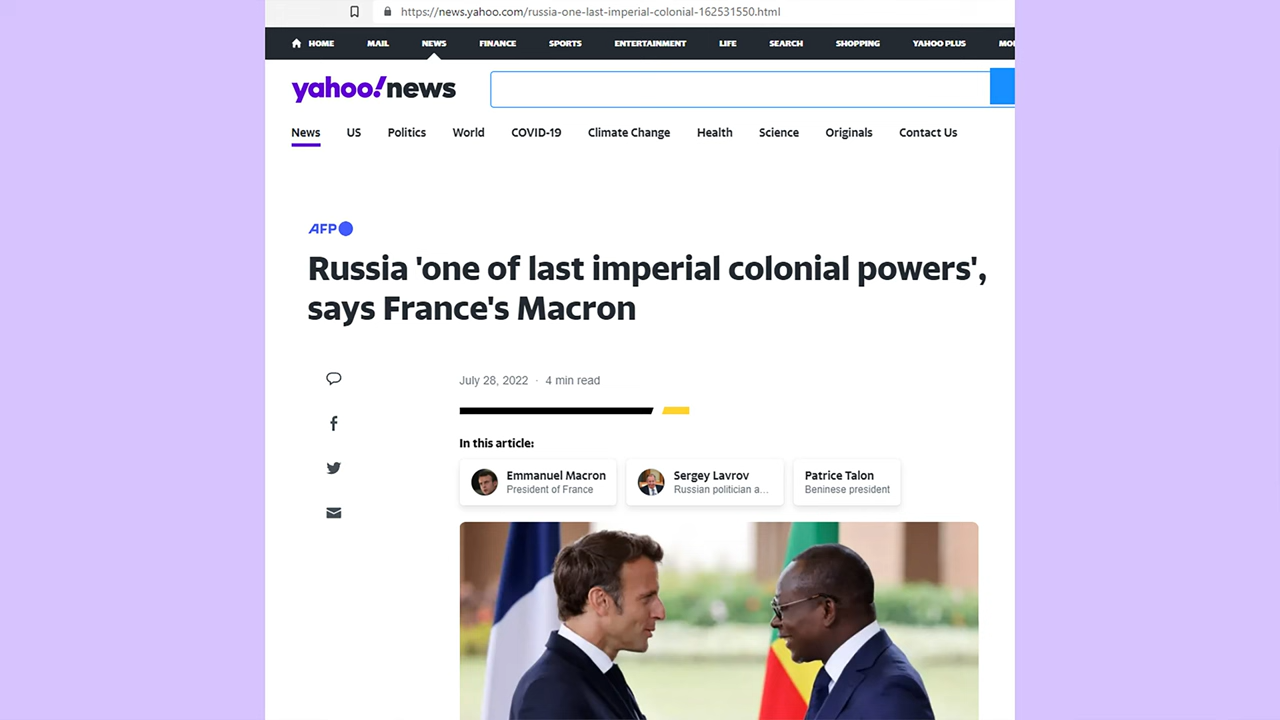 https://news.yahoo.com/russia-one-last-imperial-colonial-162531550.html
HOME MAIL NEWS FINANCE SPORTS ENTERTAINMENT LIFE SEARCH SHOPPING YAHOO PLUS
yahoo!news
News US Politics World COVID-19 Climate Change Health Science Originals Contact Us
AFP
Russia 'one of last imperial colonial powers',
says France's Macron
July 28, 2022 · 4 min read
In this article:
Emmanuel Macron
President of France
Sergey Lavrov
Russian politician a...
Patrice Talon
Beninese president